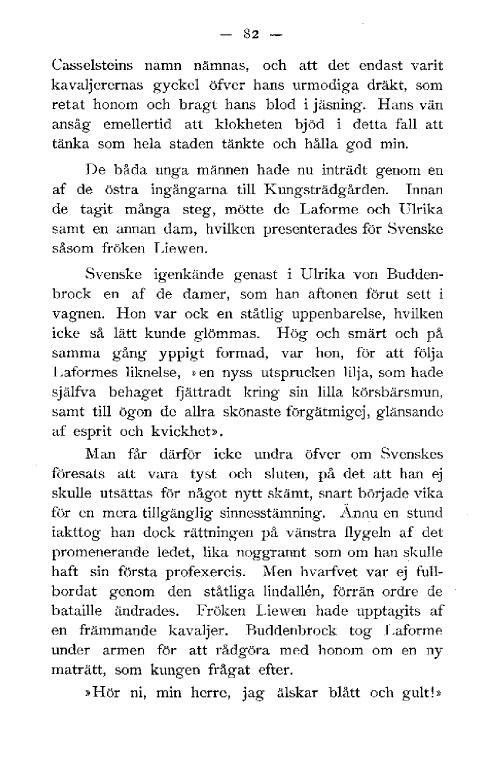 — 82 —
Casselsteins namn nämnas, och att det endast varit
kavaljerernas gyckel öfver hans urmodiga dräkt, som
retat honom och bragt hans blod i jäsning. Hans vän
ansåg emellertid att klokheten bjöd i detta fall att
tänka som hela staden tänkte och hålla god min.
De båda unga männen hade nu inträdt genom en
af de östra ingångarna till Kungsträdgården. Innan
de tagit många steg, mötte de Laforme och Ulrika
samt en annan dam, hvilken presenterades för Svenske
såsom fröken Liewen.
Svenske igenkände genast i Ulrika von Budden-
brock en af de damer, som han aftonen förut sett i
vagnen. Hon var ock en ståtlig uppenbarelse, hvilken
icke så lätt kunde glömmas. Hög och smärt och på
samma gång yppigt formad, var hon, för att följa
Laformes liknelse, »en nyss utsprucken lilja, som hade
själfva behaget fjättradt kring sin lilla körsbärsmun,
samt till ögon de allra skönaste förgätmigej, glänsande
af esprit och kvickhet».
Man får därför icke undra öfver om Svenskes
föresats att vara tyst och sluten, på det att han ej
skulle utsättas för något nytt skämt, snart började vika
för en mera tillgänglig sinnesstämning. Ännu en stund
iakttog han dock rättningen på vänstra flygeln af det
promenerande ledet, lika noggrannt som om han skulle
haft sin första profexercis. Men hvarfvet var ej full-
bordat genom den ståtliga lindallén, förrän ordre de
bataille ändrades. Fröken Liewen hade upptagits af
en främmande kavaljer. Buddenbrock tog Laforme
under armen för att rådgöra med honom om en ny
maträtt, som kungen frågat efter.
»Hör ni, min herre, jag älskar blått och gult!»